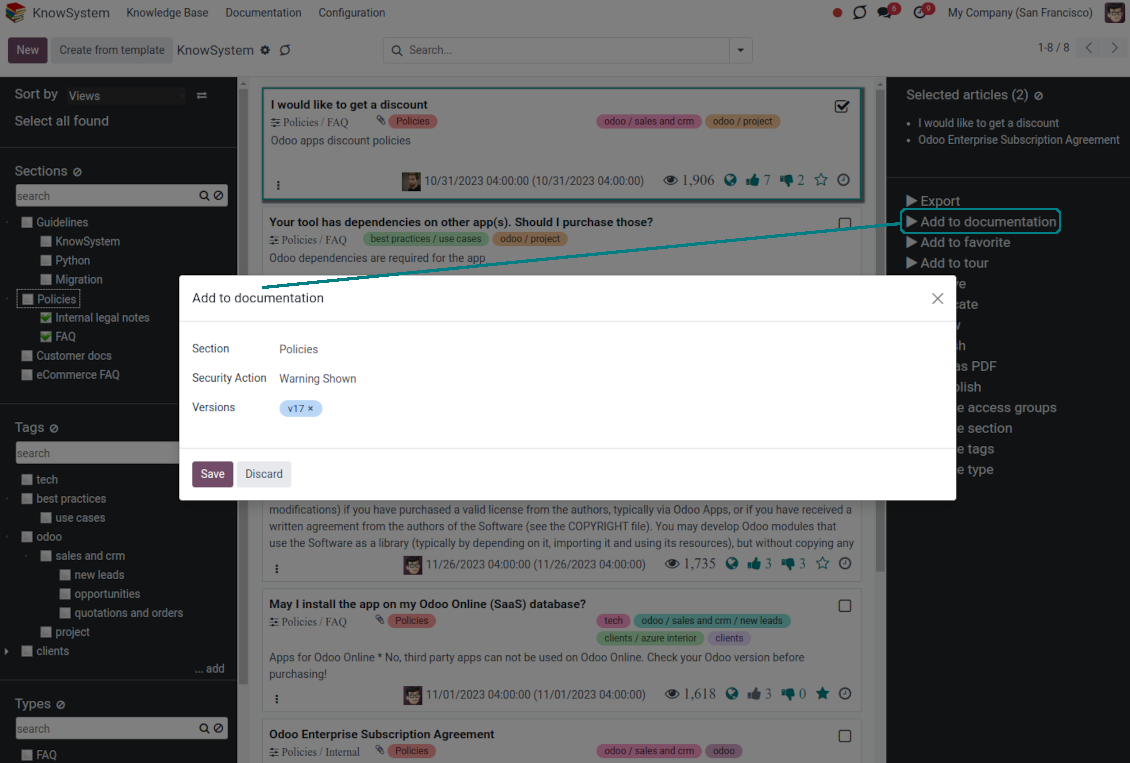 KnowSystem Knowledge Base Documentation Configuration 6 9 My Company (San Francisco)
New Create from template KnowSystem Search... 1-8 / 8
Sort by Views
Select all found
Sections
search
Guidelines
KnowSystem
Python
Migration
Policies
Internal legal notes
FAQ
Customer docs
eCommerce FAQ
Tags
search
tech
best practices
use cases
odoo
sales and crm
new leads
opportunities
quotations and orders
project
clients
... add
Types
search
FAQ
I would like to get a discount
Policies / FAQ Policies odoo / sales and crm odoo / project
Odoo apps discount policies
10/31/2023 04:00:00 (10/31/2023 04:00:00) 1,906 7 2
Your tool has dependencies on other app(s). Should I purchase those?
Policies / FAQ best practices / use cases odoo / project
Odoo dependencies are required for the app
Add to documentation
Section Policies
Security Action Warning Shown
Versions v17 ×
Save Discard
modifications) if you have purchased a valid license from the authors, typically via Odoo Apps, or if you have received a
written agreement from the authors of the Software (see the COPYRIGHT file). You may develop Odoo modules that
use the Software as a library (typically by depending on it, importing it and using its resources), but without copying any
11/26/2023 04:00:00 (11/26/2023 04:00:00) 1,735 3 3
May I install the app on my Odoo Online (SaaS) database?
Policies / FAQ Policies tech odoo / sales and crm / new leads
clients / azure interior clients
Apps for Odoo Online * No, third party apps can not be used on Odoo Online. Check your Odoo version before
purchasing!
11/01/2023 04:00:00 (11/01/2023 04:00:00) 1,618 3 0
Odoo Enterprise Subscription Agreement
Policies / Internal Policies odoo / sales and crm odoo
Selected articles (2)
I would like to get a discount
Odoo Enterprise Subscription Agreement
Export
Add to documentation
Add to favorite
Add to tour
as PDF
access groups
section
tags
type